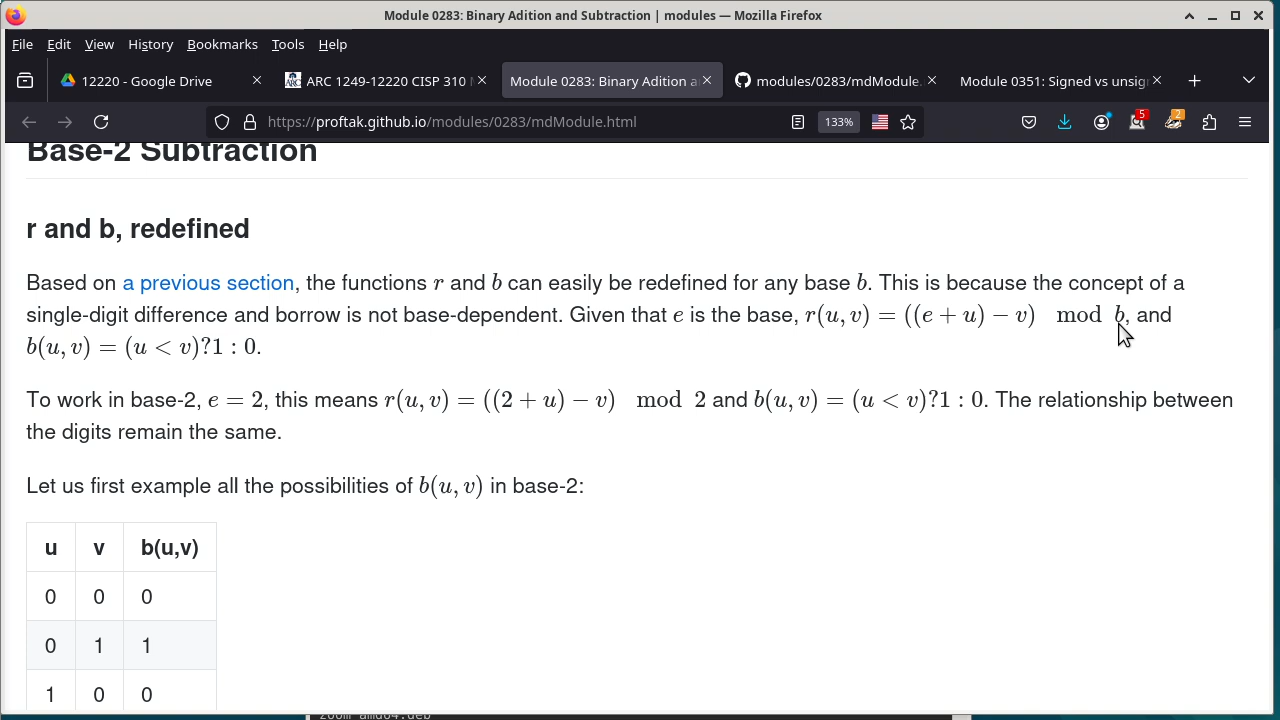 Module 0283: Binary Adition and Subtraction | modules — Mozilla Firefox
File Edit View History Bookmarks Tools Help
12220 - Google Drive
ARC 1249-12220 CISP 310
Module 0283: Binary Adition a
modules/0283/mdModule.
Module 0351: Signed vs unsig
https://proftak.github.io/modules/0283/mdModule.html
133%
5
2
Base-2 Subtraction
r and b, redefined
Based on a previous section, the functions r and b can easily be redefined for any base b. This is because the concept of a
single-digit difference and borrow is not base-dependent. Given that e is the base, r(u, v) = ((e + u) − v) mod b, and
b(u, v) = (u < v)?1 : 0.
To work in base-2, e = 2, this means r(u, v) = ((2 + u) − v) mod 2 and b(u, v) = (u < v)?1 : 0. The relationship between
the digits remain the same.
Let us first example all the possibilities of b(u, v) in base-2:
u v b(u,v)
0 0 0
0 1 1
1 0 0
zoom_amd64.deb